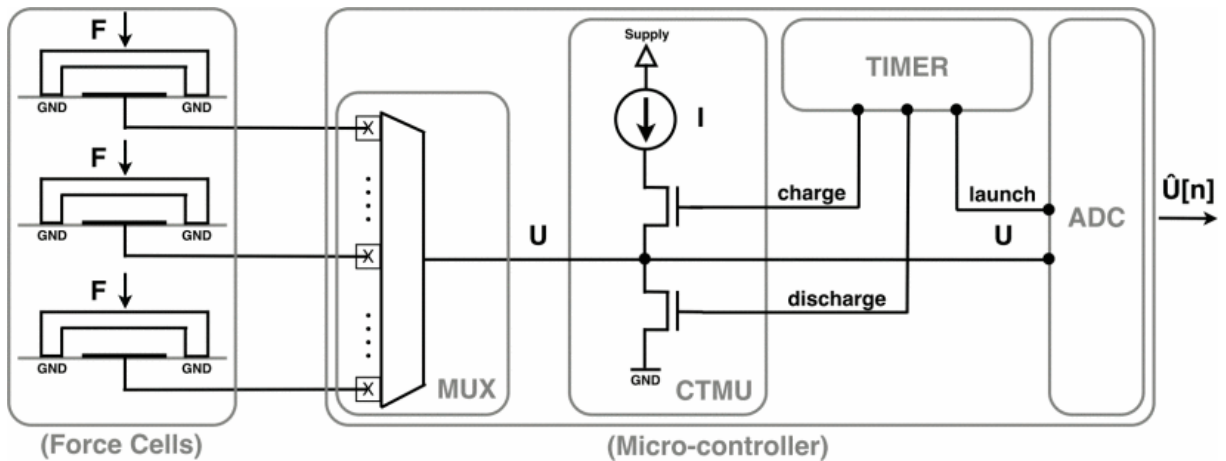 Supply
F
TIMER
GND GND
I
F
charge
launch
Û[n]
ADC
GND GND
U
U
F
discharge
GND GND
GND
MUX
CTMU
(Force Cells)
(Micro-controller)